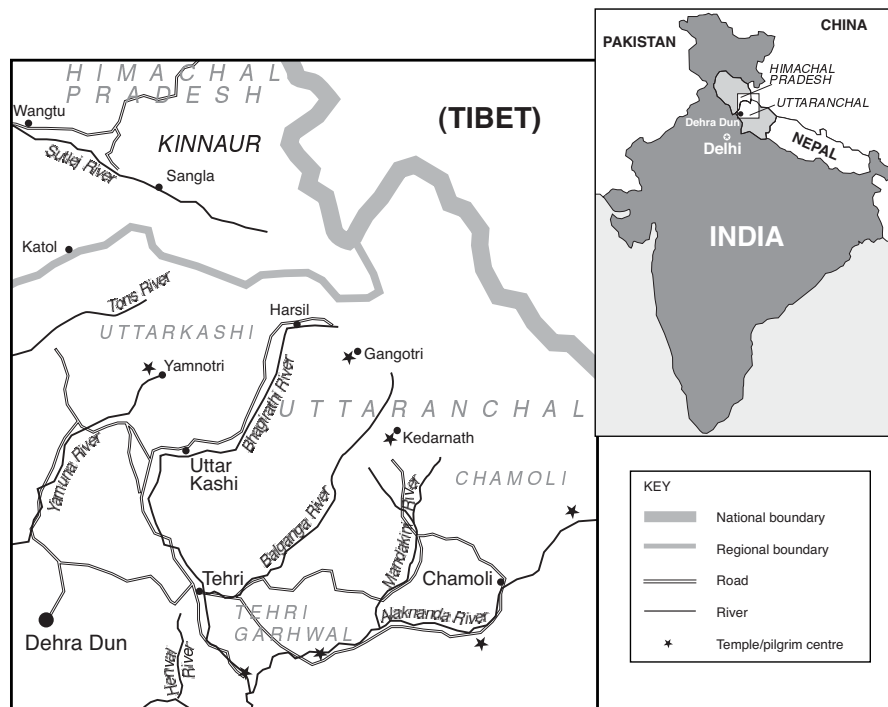 HIMACHAL
PRADESH
Wangtu
KINNAUR
(TIBET)
Sutlej River
Sangla
Katol
Tons River
Harsil
UTTARKASHI
Yamnotri
Gangotri
Bhagirathi River
UTTARANCHAL
Kedarnath
Uttar
Kashi
Yamuna River
CHAMOLI
Balganga River
Mandakini River
Tehri
Chamoli
TEHRI
GARHWAL
Alaknanda River
Dehra Dun
Henvali
River
PAKISTAN
CHINA
HIMACHAL
PRADESH
UTTARANCHAL
Dehra Dun
Delhi
NEPAL
INDIA
KEY
National boundary
Regional boundary
Road
River
Temple/pilgrim centre